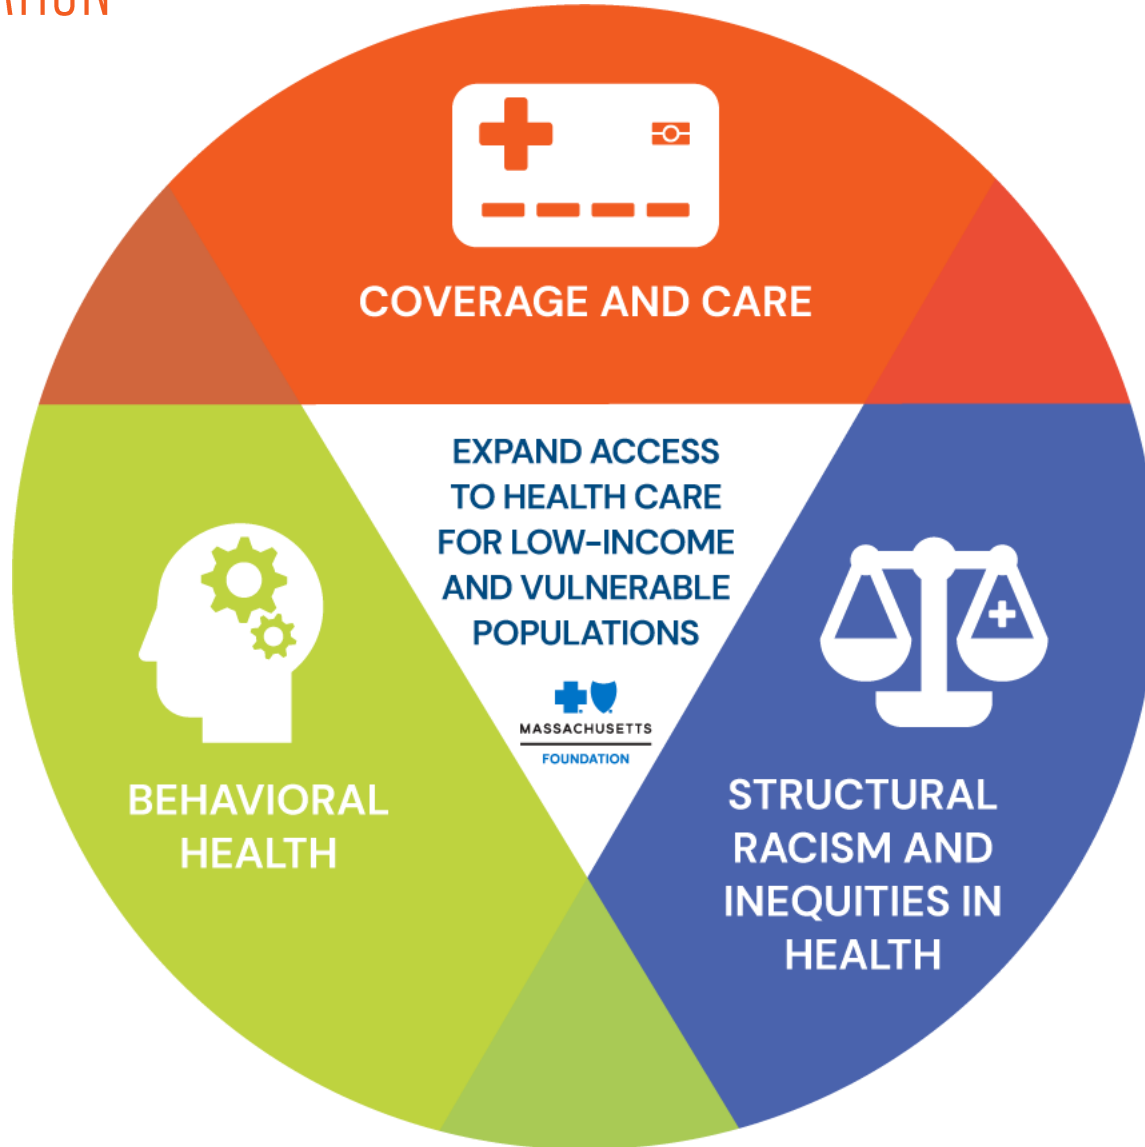 COVERAGE AND CARE
EXPAND ACCESS
TO HEALTH CARE
FOR LOW-INCOME
AND VULNERABLE
POPULATIONS
MASSACHUSETTS
FOUNDATION
BEHAVIORAL
HEALTH
STRUCTURAL
RACISM AND
INEQUITIES IN
HEALTH